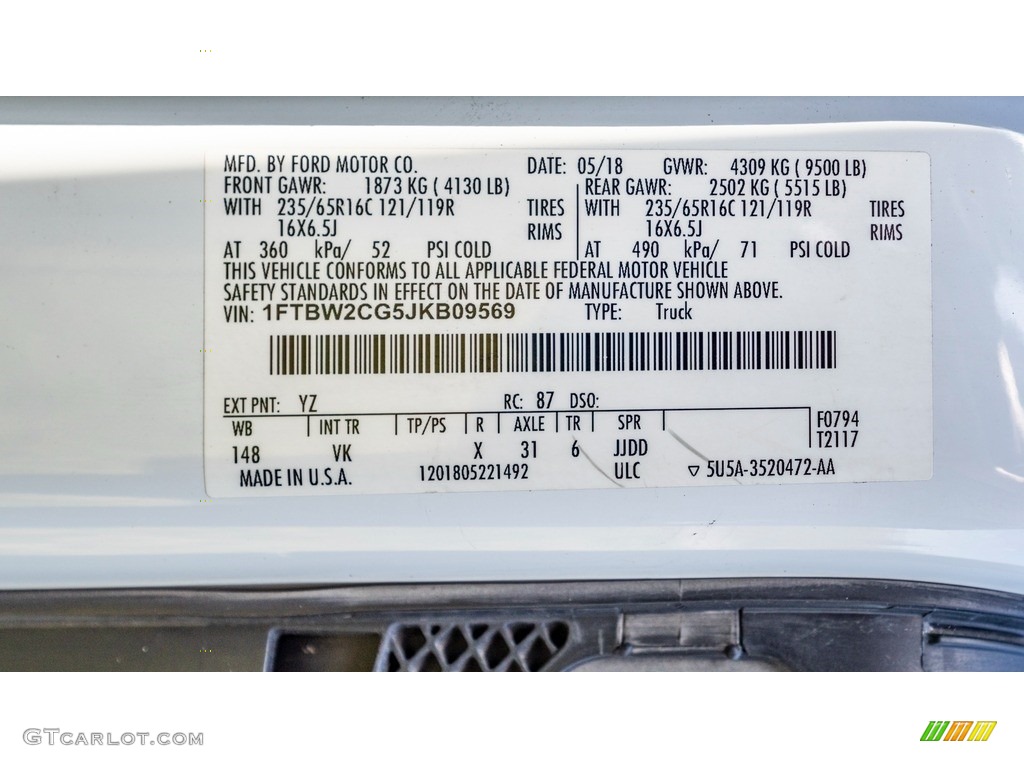 MFD. BY FORD MOTOR CO. DATE: 05/18 GVWR: 4309 KG ( 9500 LB)
FRONT GAWR: 1873 KG ( 4130 LB) REAR GAWR: 2502 KG ( 5515 LB)
WITH 235/65R16C 121/119R TIRES WITH 235/65R16C 121/119R TIRES
16X6.5J RIMS 16X6.5J RIMS
AT 360 kPa/ 52 PSI COLD AT 490 kPa/ 71 PSI COLD
THIS VEHICLE CONFORMS TO ALL APPLICABLE FEDERAL MOTOR VEHICLE
SAFETY STANDARDS IN EFFECT ON THE DATE OF MANUFACTURE SHOWN ABOVE.
VIN: 1FTBW2CG5JKB09569 TYPE: Truck
EXT PNT: YZ RC: 87 DSO:
WB INT TR TP/PS R AXLE TR SPR F0794
148 VK X 31 6 JJDD T2117
MADE IN U.S.A. 1201805221492 ULC ▽ 5U5A-3520472-AA
GTCARLOT.COM